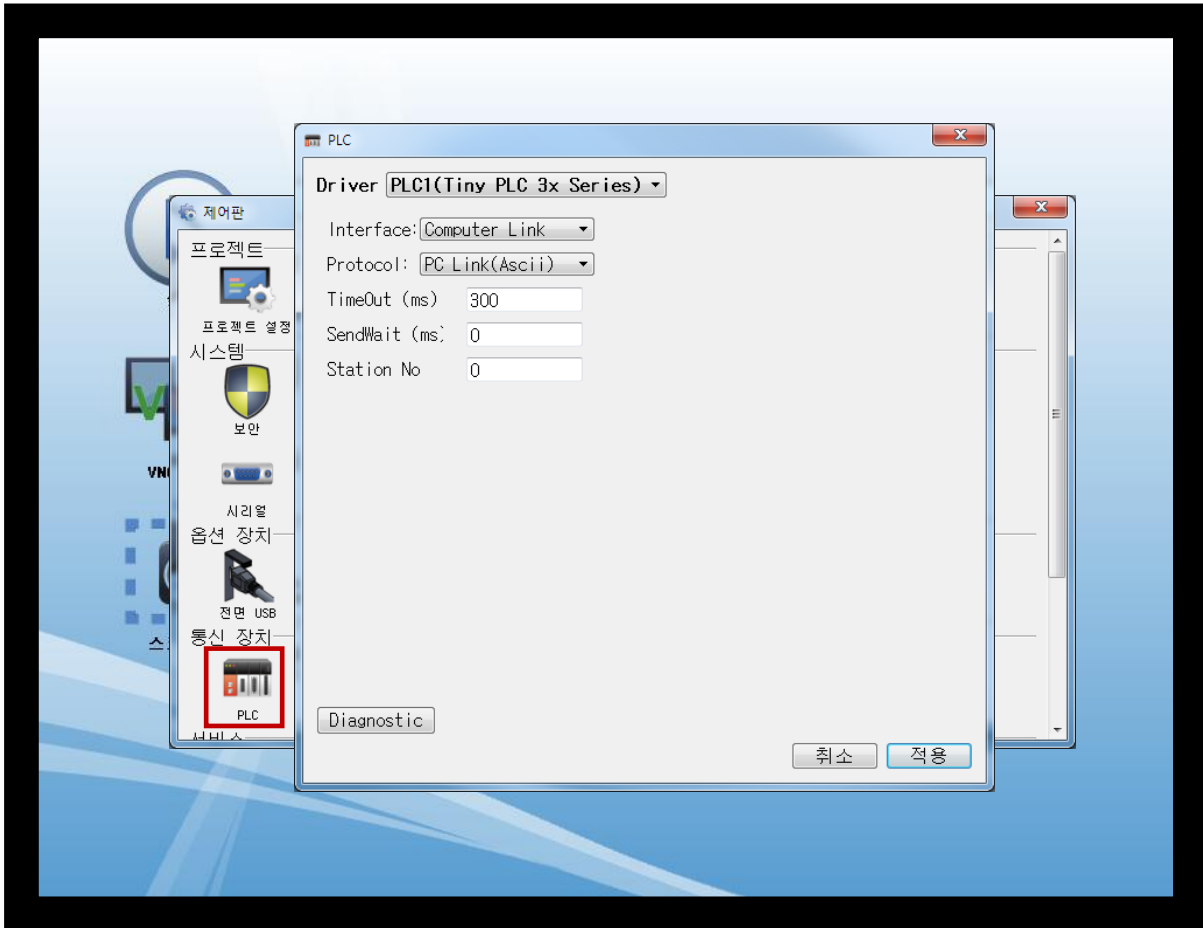 PLC
Driver PLC1(Tiny PLC 3x Series)
Interface: Computer Link
Protocol: PC Link(Ascii)
TimeOut (ms) 300
SendWait (ms) 0
Station No 0
Diagnostic
취소 적용
제어판
프로젝트
프로젝트 설정
시스템
보안
시리얼
옵션 장치
전면 USB
통신 장치
PLC